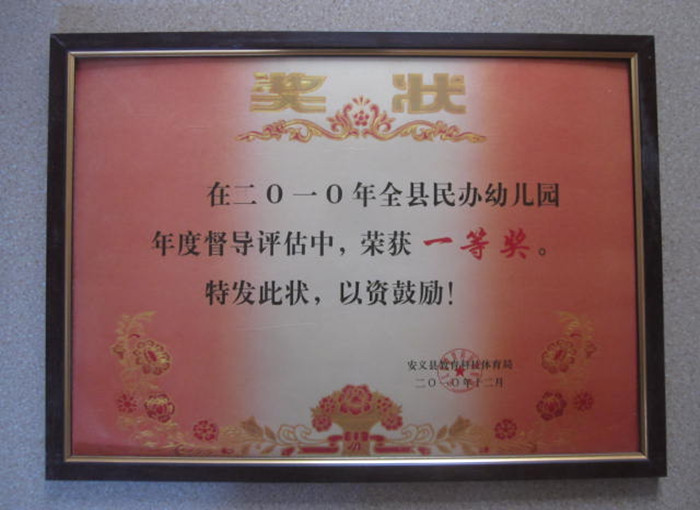 奖状
在二〇一〇年全县民办幼儿园
年度督导评估中，荣获 一等奖。
特发此状，以资鼓励！
安义县教育科技体育局
二〇一〇年十二月